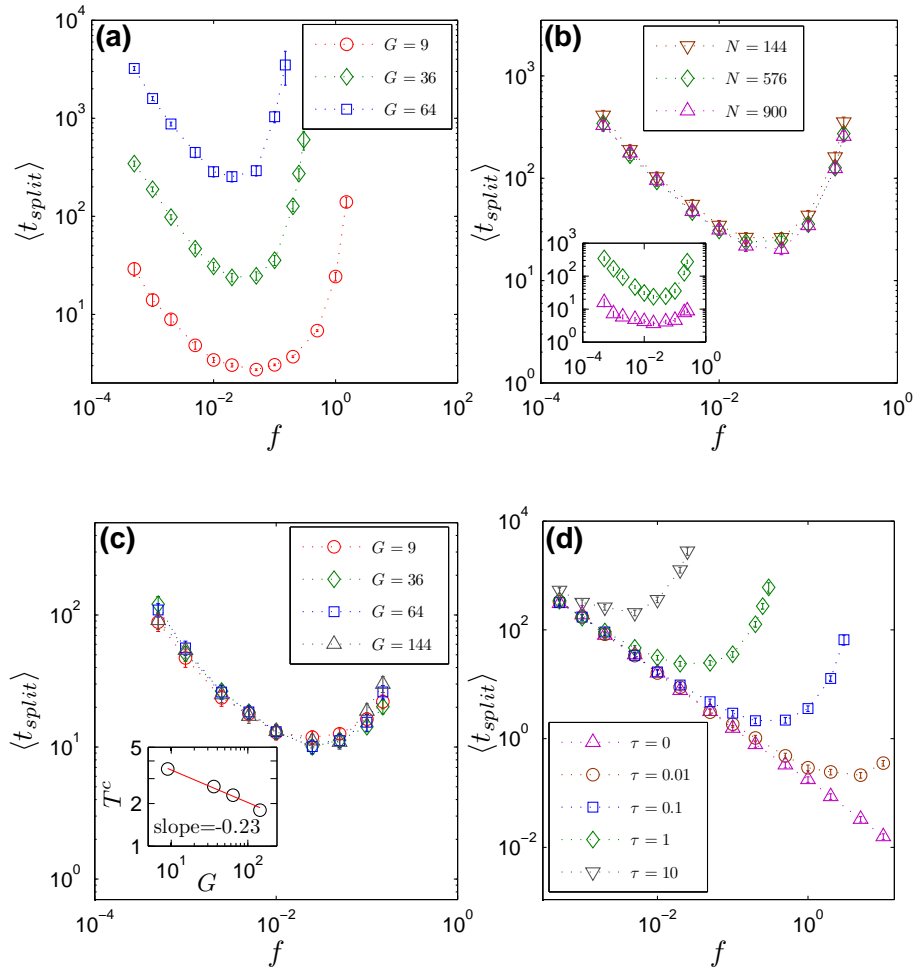 (a)
G = 9
G = 36
G = 64
10^4
10^3
10^2
10^1
10^−4
10^−2
10^0
10^2
⟨t_split⟩
f
(b)
N = 144
N = 576
N = 900
10^3
10^2
10^1
10^0
10^−4
10^−2
10^0
⟨t_split⟩
f
10^3
10^2
10^1
10^0
10^−4
10^−2
10^0
(c)
G = 9
G = 36
G = 64
G = 144
10^2
10^1
10^0
10^−4
10^−2
10^0
⟨t_split⟩
f
5
2
1
T^c
slope=-0.23
10^1
10^2
G
(d)
10^4
10^2
10^0
10^−2
10^−2
10^0
⟨t_split⟩
f
τ = 0
τ = 0.01
τ = 0.1
τ = 1
τ = 10